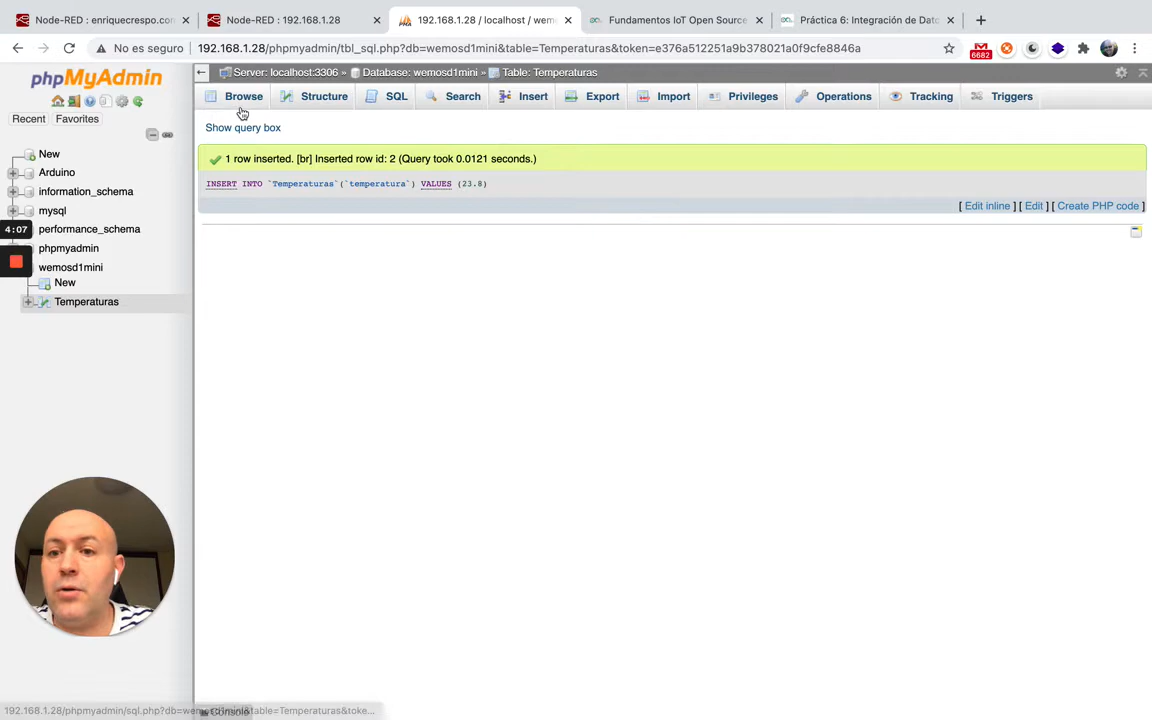 Node-RED : enriquecrespo.con
Node-RED : 192.168.1.28
192.168.1.28 / localhost / wem
Fundamentos IoT Open Source
Práctica 6: Integración de Dato
No es seguro
192.168.1.28/phpmyadmin/tbl_sql.php?db=wemosd1mini&table=Temperaturas&token=e376a512251a9b378021a0f9cfe8846a
6682
phpMyAdmin
Server: localhost:3306 » Database: wemosd1mini » Table: Temperaturas
Browse Structure SQL Search Insert Export Import Privileges Operations Tracking Triggers
Recent Favorites
Show query box
New
Arduino
information_schema
mysql
performance_schema
phpmyadmin
wemosd1mini
New
Temperaturas
4:07
1 row inserted. [br] Inserted row id: 2 (Query took 0.0121 seconds.)
INSERT INTO `Temperaturas`(`temperatura`) VALUES (23.8)
[ Edit inline ] [ Edit ] [ Create PHP code ]
Console